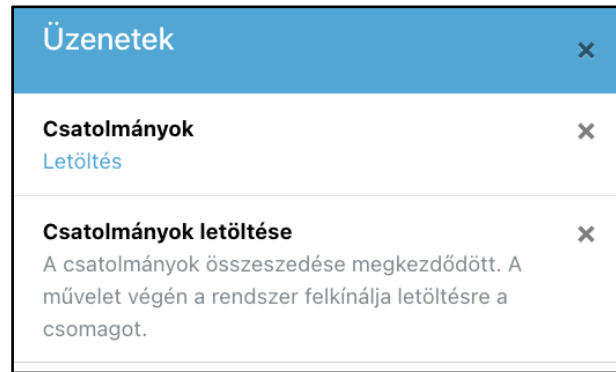 Üzenetek
Csatolmányok
Letöltés
Csatolmányok letöltése
A csatolmányok összeszedése megkezdődött. A
művelet végén a rendszer felkínálja letöltésre a
csomagot.